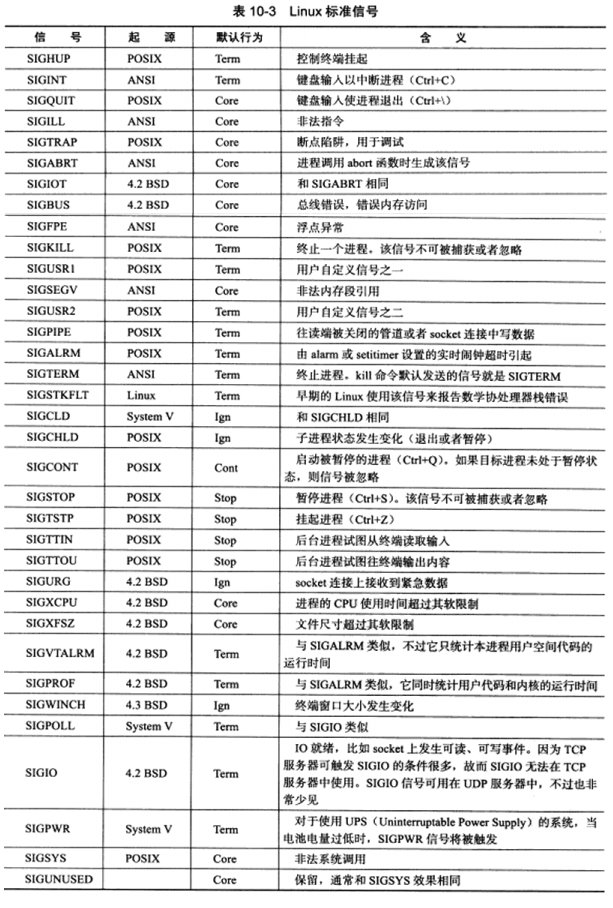 表 10-3 Linux 标准信号
信 号 起 源 默认行为 含 义
SIGHUP POSIX Term 控制终端挂起
SIGINT ANSI Term 键盘输入以中断进程（Ctrl+C）
SIGQUIT POSIX Core 键盘输入使进程退出（Ctrl+\）
SIGILL ANSI Core 非法指令
SIGTRAP POSIX Core 断点陷阱，用于调试
SIGABRT ANSI Core 进程调用 abort 函数时生成该信号
SIGIOT 4.2 BSD Core 和 SIGABRT 相同
SIGBUS 4.2 BSD Core 总线错误，错误内存访问
SIGFPE ANSI Core 浮点异常
SIGKILL POSIX Term 终止一个进程。该信号不可被捕获或者忽略
SIGUSR1 POSIX Term 用户自定义信号之一
SIGSEGV ANSI Core 非法内存段引用
SIGUSR2 POSIX Term 用户自定义信号之二
SIGPIPE POSIX Term 往读端被关闭的管道或者 socket 连接中写数据
SIGALRM POSIX Term 由 alarm 或 setitimer 设置的实时闹钟超时引起
SIGTERM ANSI Term 终止进程。kill 命令默认发送的信号就是 SIGTERM
SIGSTKFLT Linux Term 早期的 Linux 使用该信号来报告数学协处理器栈错误
SIGCLD System V Ign 和 SIGCHLD 相同
SIGCHLD POSIX Ign 子进程状态发生变化（退出或者暂停）
SIGCONT POSIX Cont 启动被暂停的进程（Ctrl+Q）。如果目标进程未处于暂停状
态，则信号被忽略
SIGSTOP POSIX Stop 暂停进程（Ctrl+S）。该信号不可被捕获或者忽略
SIGTSTP POSIX Stop 挂起进程（Ctrl+Z）
SIGTTIN POSIX Stop 后台进程试图从终端读取输入
SIGTTOU POSIX Stop 后台进程试图往终端输出内容
SIGURG 4.2 BSD Ign socket 连接上接收到紧急数据
SIGXCPU 4.2 BSD Core 进程的 CPU 使用时间超过其软限制
SIGXFSZ 4.2 BSD Core 文件尺寸超过其软限制
SIGVTALRM 4.2 BSD Term 与 SIGALRM 类似，不过它只统计本进程用户空间代码的
运行时间
SIGPROF 4.2 BSD Term 与 SIGALRM 类似，它同时统计用户代码和内核的运行时间
SIGWINCH 4.3 BSD Ign 终端窗口大小发生变化
SIGPOLL System V Term 与 SIGIO 类似
SIGIO 4.2 BSD Term IO 就绪，比如 socket 上发生可读、可写事件。因为 TCP
服务器可触发 SIGIO 的条件很多，故而 SIGIO 无法在 TCP
服务器中使用。SIGIO 信号可用在 UDP 服务器中，不过也非
常少见
SIGPWR System V Term 对于使用 UPS（Uninterruptable Power Supply）的系统，当
电池电量过低时，SIGPWR 信号将被触发
SIGSYS POSIX Core 非法系统调用
SIGUNUSED Core 保留，通常和 SIGSYS 效果相同